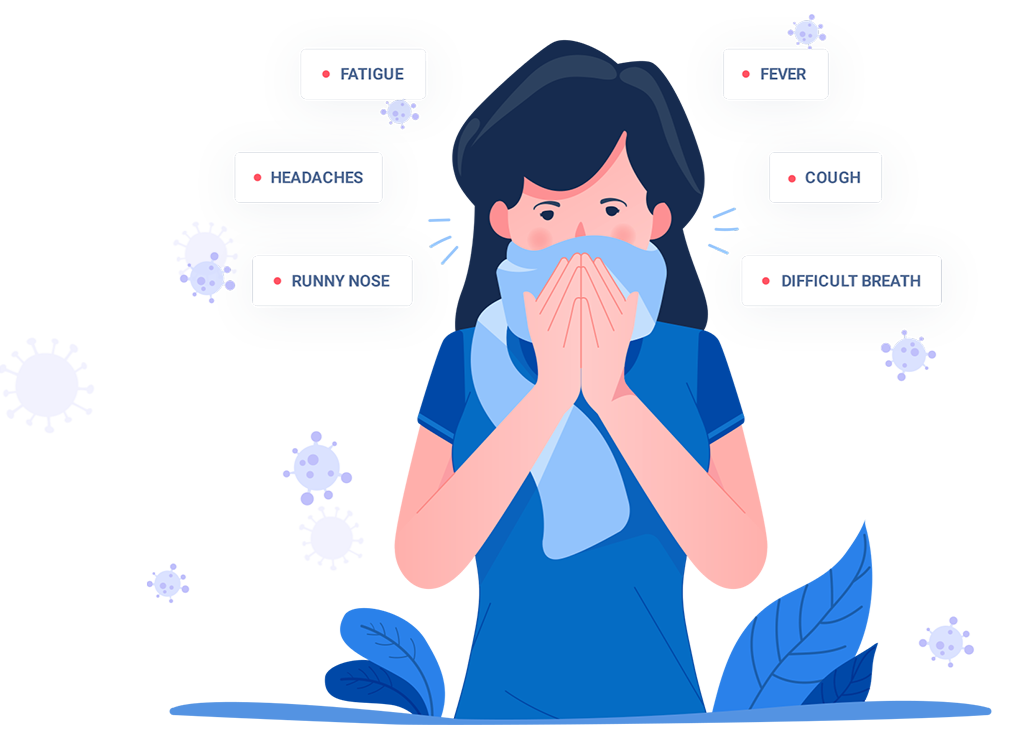 FATIGUE
FEVER
HEADACHES
COUGH
RUNNY NOSE
DIFFICULT BREATH